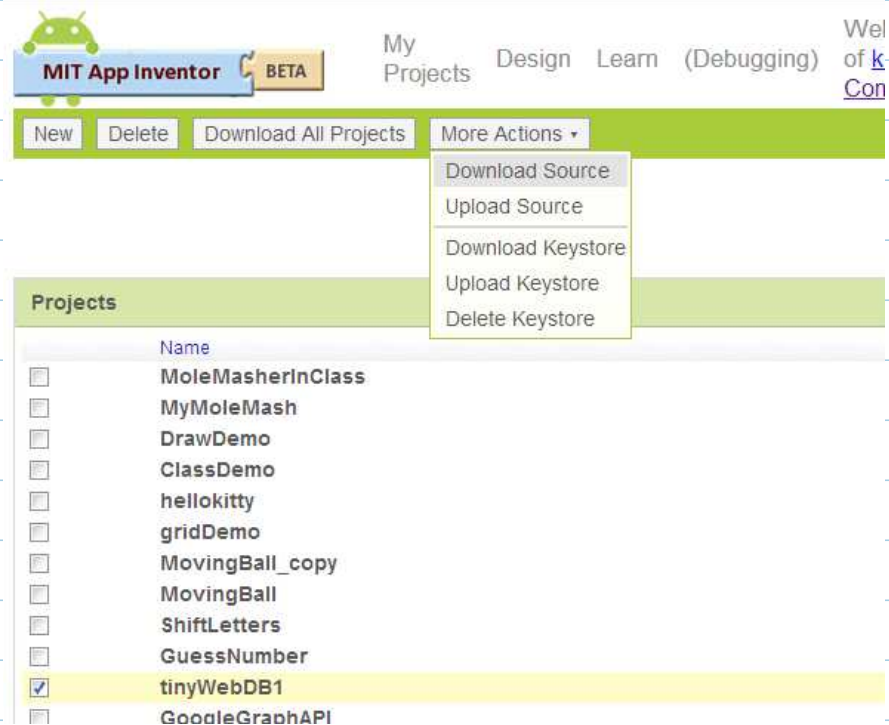 MIT App Inventor BETA
My Projects Design Learn (Debugging)
Wel
of k
Con
New Delete Download All Projects More Actions
Download Source
Upload Source
Download Keystore
Upload Keystore
Delete Keystore
Projects
Name
MoleMasherInClass
MyMoleMash
DrawDemo
ClassDemo
hellokitty
gridDemo
MovingBall_copy
MovingBall
ShiftLetters
GuessNumber
tinyWebDB1
GoogleGraphAPI